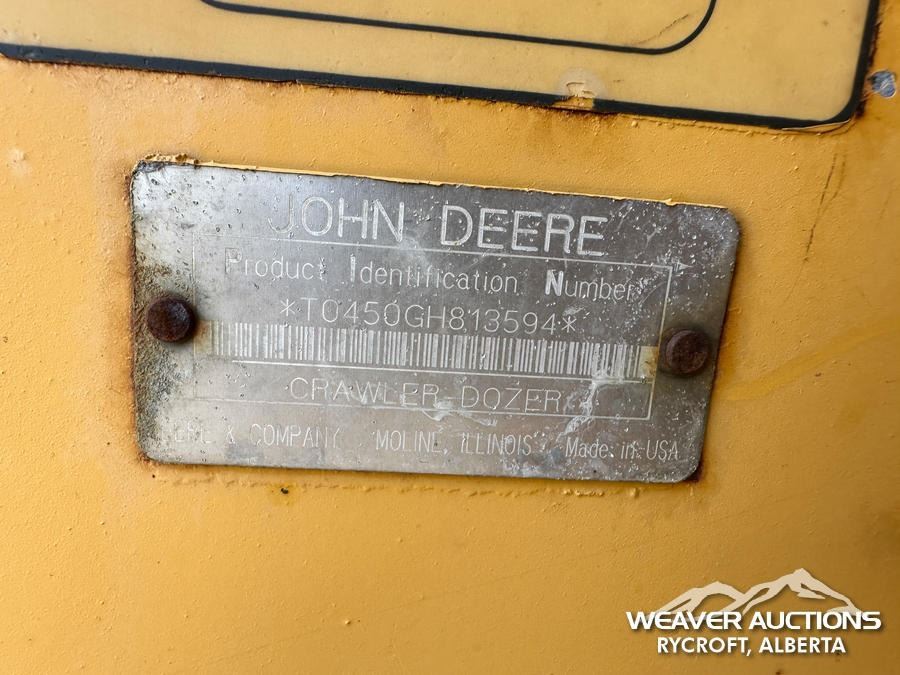 JOHN DEERE
Product Identification Number
*T0450GH813594*
CRAWLER DOZER
& COMPANY MOLINE, ILLINOIS Made in USA
WEAVER AUCTIONS
RYCROFT, ALBERTA